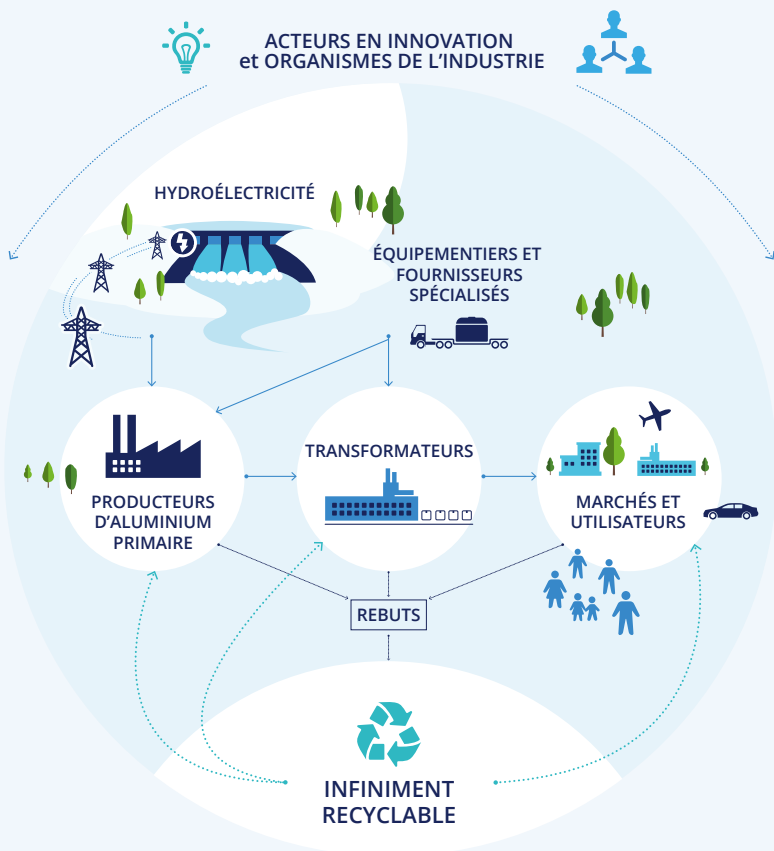 ACTEURS EN INNOVATION
et ORGANISMES DE L'INDUSTRIE
HYDROÉLECTRICITÉ
ÉQUIPEMENTIERS ET
FOURNISSEURS
SPÉCIALISÉS
PRODUCTEURS
D'ALUMINIUM
PRIMAIRE
TRANSFORMATEURS
MARCHÉS ET
UTILISATEURS
REBUTS
INFINIMENT
RECYCLABLE